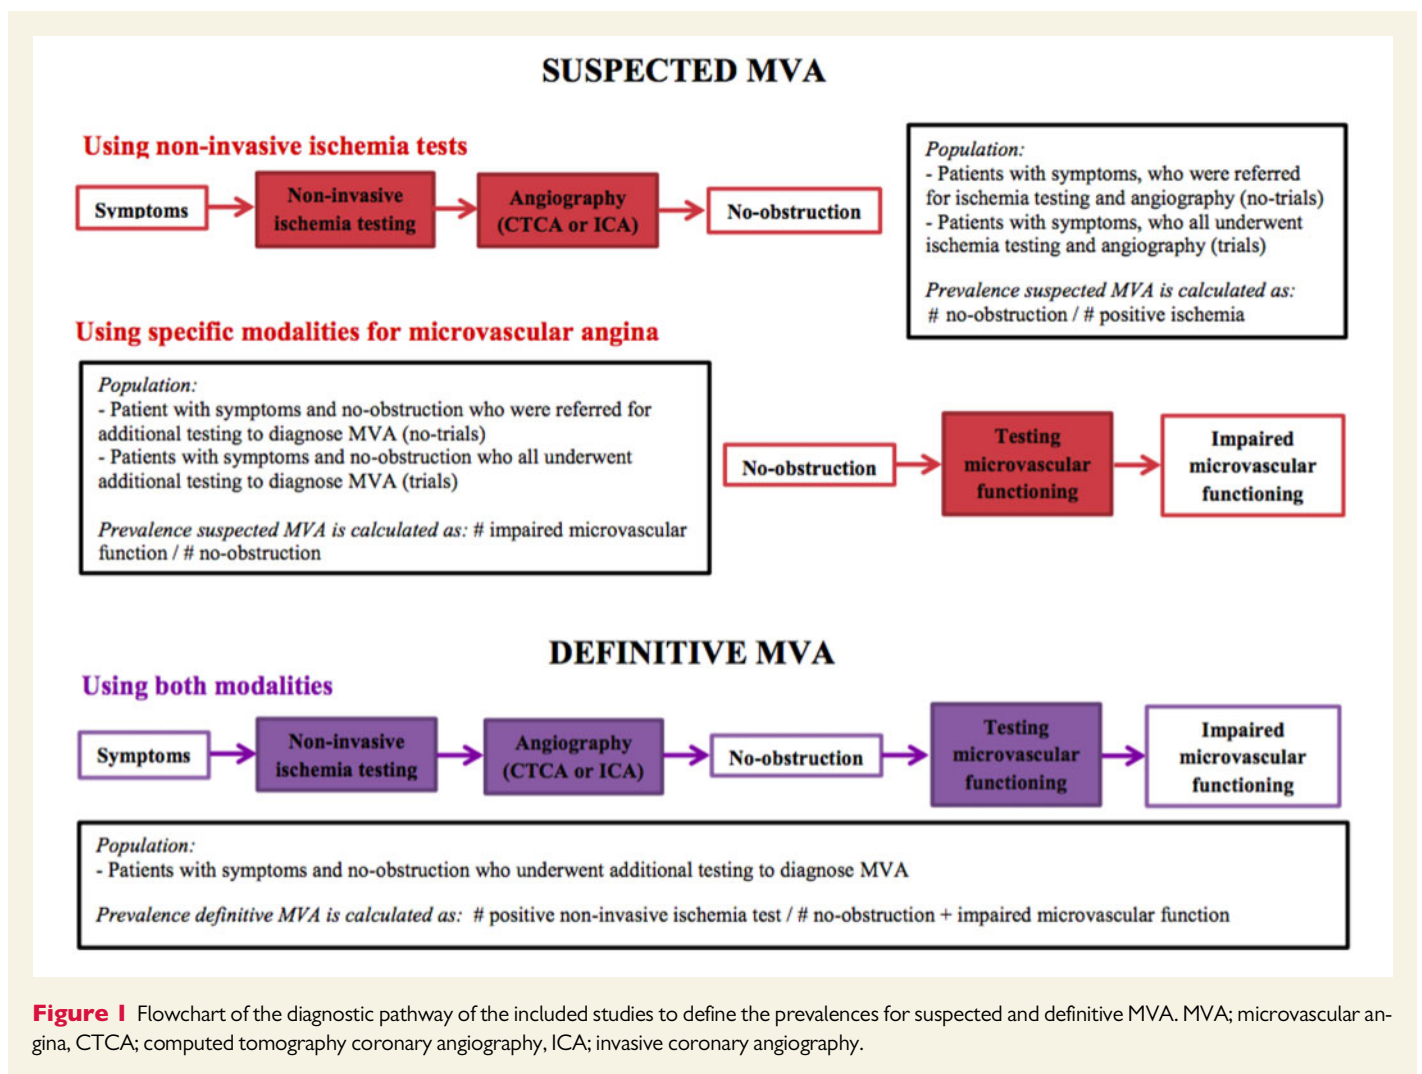 SUSPECTED MVA
Using non-invasive ischemia tests
Symptoms
Non-invasive
ischemia testing
Angiography
(CTCA or ICA)
No-obstruction
Population:
- Patients with symptoms, who were referred
for ischemia testing and angiography (no-trials)
- Patients with symptoms, who all underwent
ischemia testing and angiography (trials)
Prevalence suspected MVA is calculated as:
# no-obstruction / # positive ischemia
Using specific modalities for microvascular angina
Population:
- Patient with symptoms and no-obstruction who were referred for
additional testing to diagnose MVA (no-trials)
- Patients with symptoms and no-obstruction who all underwent
additional testing to diagnose MVA (trials)
Prevalence suspected MVA is calculated as: # impaired microvascular
function / # no-obstruction
No-obstruction
Testing
microvascular
functioning
Impaired
microvascular
functioning
DEFINITIVE MVA
Using both modalities
Symptoms
Non-invasive
ischemia testing
Angiography
(CTCA or ICA)
No-obstruction
Testing
microvascular
functioning
Impaired
microvascular
functioning
Population:
- Patients with symptoms and no-obstruction who underwent additional testing to diagnose MVA
Prevalence definitive MVA is calculated as: # positive non-invasive ischemia test / # no-obstruction + impaired microvascular function
Figure 1 Flowchart of the diagnostic pathway of the included studies to define the prevalences for suspected and definitive MVA. MVA; microvascular an-
gina, CTCA; computed tomography coronary angiography, ICA; invasive coronary angiography.